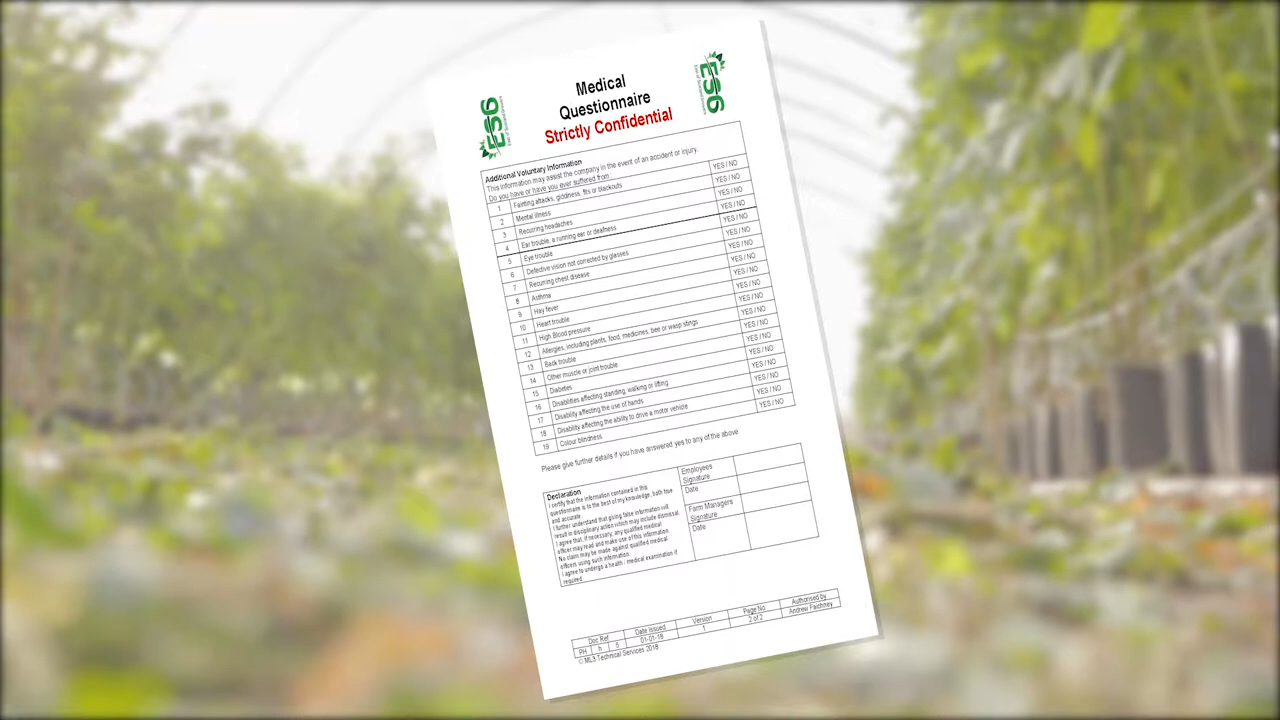 ESG
ESG
Medical
Questionnaire
Strictly Confidential
Additional Voluntary Information
This information may assist the company in the event of an accident or injury.
Do you have or have you ever suffered from:
1 Fainting attacks, giddiness, fits or blackouts YES / NO
2 Mental illness YES / NO
3 Recurring headaches YES / NO
4 Ear trouble, a running ear or deafness YES / NO
5 Eye trouble YES / NO
6 Defective vision not corrected by glasses YES / NO
7 Recurring chest disease YES / NO
8 Asthma YES / NO
9 Hay fever YES / NO
10 Heart trouble YES / NO
11 High Blood pressure YES / NO
12 Allergies, including plants, food, medicines, bee or wasp stings YES / NO
13 Back trouble YES / NO
14 Other muscle or joint trouble YES / NO
15 Diabetes YES / NO
16 Disabilities affecting standing, walking or lifting YES / NO
17 Disability affecting the use of hands YES / NO
18 Disability affecting the ability to drive a motor vehicle YES / NO
19 Colour blindness YES / NO
Please give further details if you have answered yes to any of the above
Declaration
I certify that the information contained in this
questionnaire is to the best of my knowledge, both true
and accurate.
I further understand that giving false information will
result in disciplinary action which may include dismissal.
I agree that, if necessary, any qualified medical
officer may read and make use of this information.
No claim may be made against qualified medical
officers using such information.
I agree to undergo a health / medical examination if
required.
Employees
Signature
Date
Farm Managers
Signature
Date
Doc Ref Date Issued Version Page No Authorised by
PH h 5 01-01-18 1 2 of 2 Andrew Faichney
© ML3 Technical Services 2018